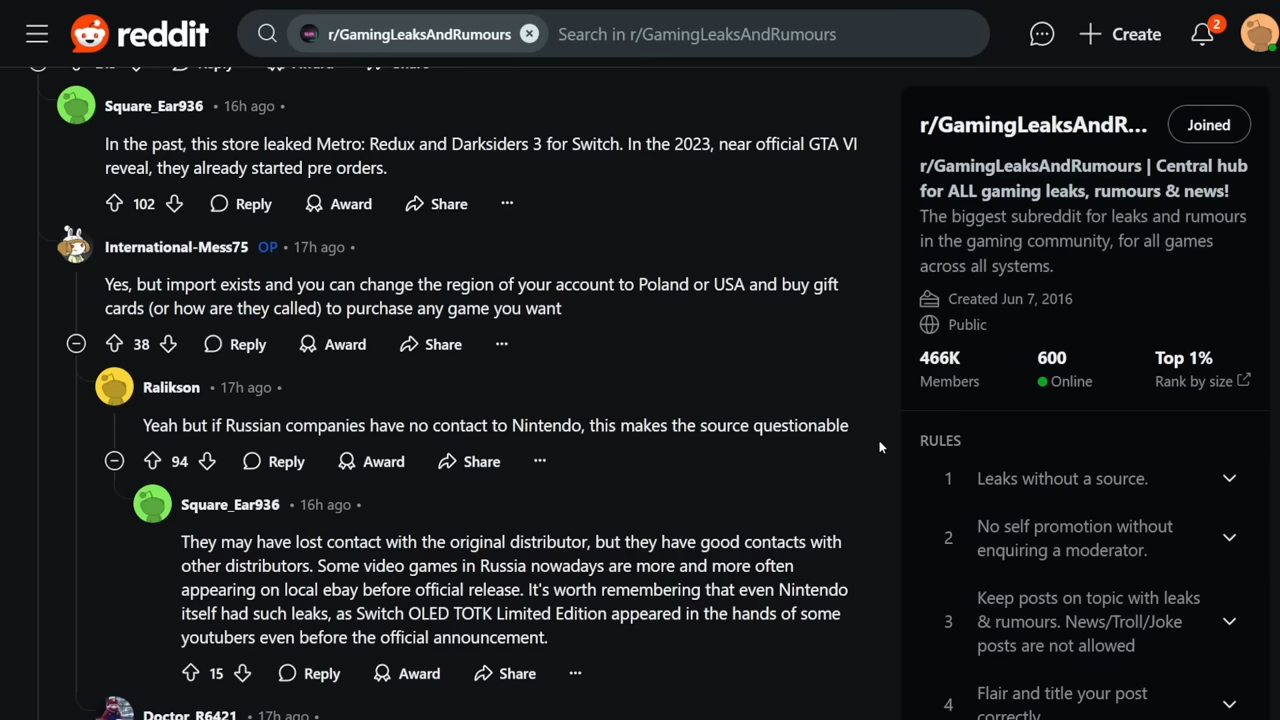 reddit
r/GamingLeaksAndRumours
Search in r/GamingLeaksAndRumours
Create
2
Reply
Share
Square_Ear936 • 16h ago •
In the past, this store leaked Metro: Redux and Darksiders 3 for Switch. In the 2023, near official GTA VI
reveal, they already started pre orders.
102 Reply Award Share ...
International-Mess75 OP • 17h ago •
Yes, but import exists and you can change the region of your account to Poland or USA and buy gift
cards (or how are they called) to purchase any game you want
38 Reply Award Share ...
Ralikson • 17h ago •
Yeah but if Russian companies have no contact to Nintendo, this makes the source questionable
94 Reply Award Share ...
Square_Ear936 • 16h ago •
They may have lost contact with the original distributor, but they have good contacts with
other distributors. Some video games in Russia nowadays are more and more often
appearing on local ebay before official release. It's worth remembering that even Nintendo
itself had such leaks, as Switch OLED TOTK Limited Edition appeared in the hands of some
youtubers even before the official announcement.
15 Reply Award Share ...
Doctor_R6421 • 17h ago •
r/GamingLeaksAndR...
Joined
r/GamingLeaksAndRumours | Central hub
for ALL gaming leaks, rumours & news!
The biggest subreddit for leaks and rumours
in the gaming community, for all games
across all systems.
Created Jun 7, 2016
Public
466K 600 Top 1%
Members Online Rank by size
RULES
1 Leaks without a source.
2 No self promotion without
enquiring a moderator.
Keep posts on topic with leaks
3 & rumours. News/Troll/Joke
posts are not allowed
4 Flair and title your post
correctly